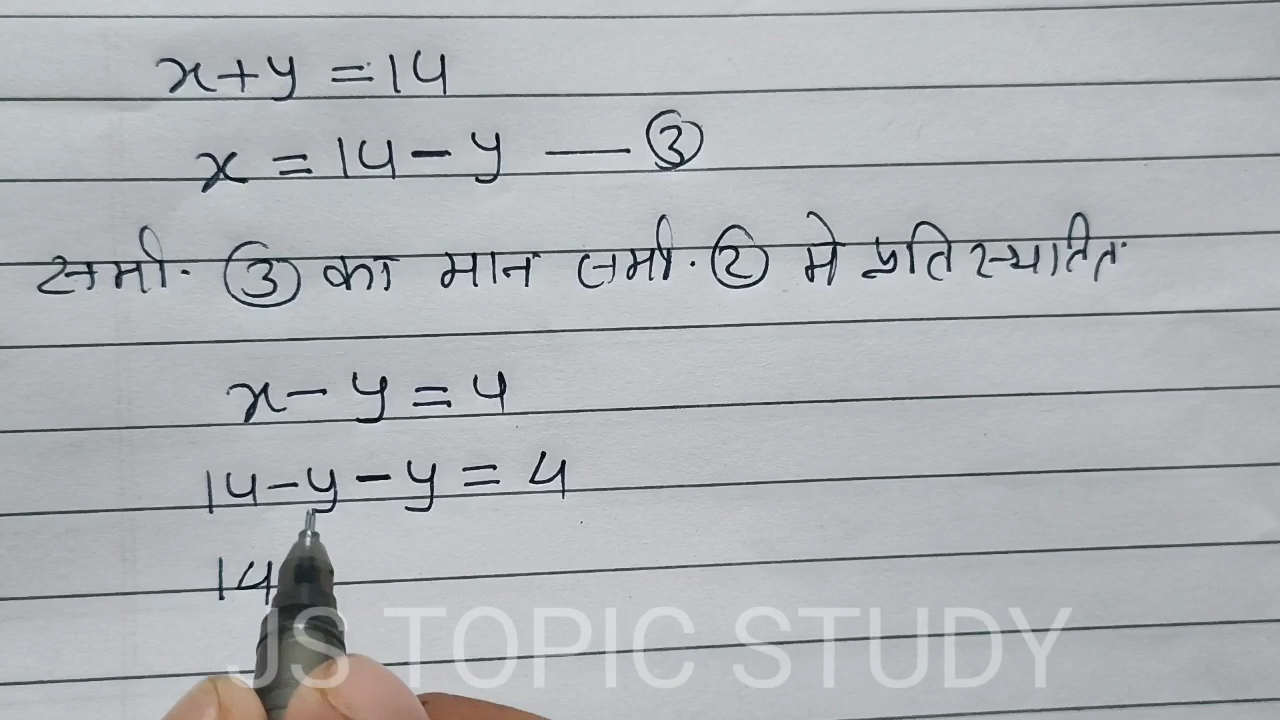 x+y = 14
x = 14 - y — ③
समी. ③ का मान समी. ② मे प्रतिस्थातित
x - y = 4
14 - y - y = 4
14
JS TOPIC STUDY